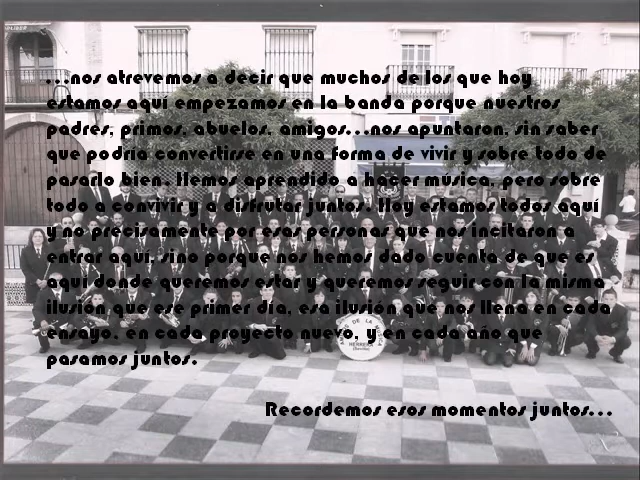 ...nos atrevemos a decir que muchos de los que hoy
estamos aquí empezamos en la banda porque nuestros
padres, primos, abuelos, amigos...nos apuntaron, sin saber
que podría convertirse en una forma de vivir y sobre todo de
pasarlo bien. Hemos aprendido a hacer música, pero sobre
todo a convivir y a disfrutar juntos. Hoy estamos todos aquí
y no precisamente por esas personas que nos incitaron a
entrar aquí, sino porque nos hemos dado cuenta de que es
aquí donde queremos estar y queremos seguir con la misma
ilusión que ese primer día, esa ilusión que nos llena en cada
ensayo, en cada proyecto nuevo, y en cada año que
pasamos juntos.
DE LA
HERRERA
Recordemos esos momentos juntos...